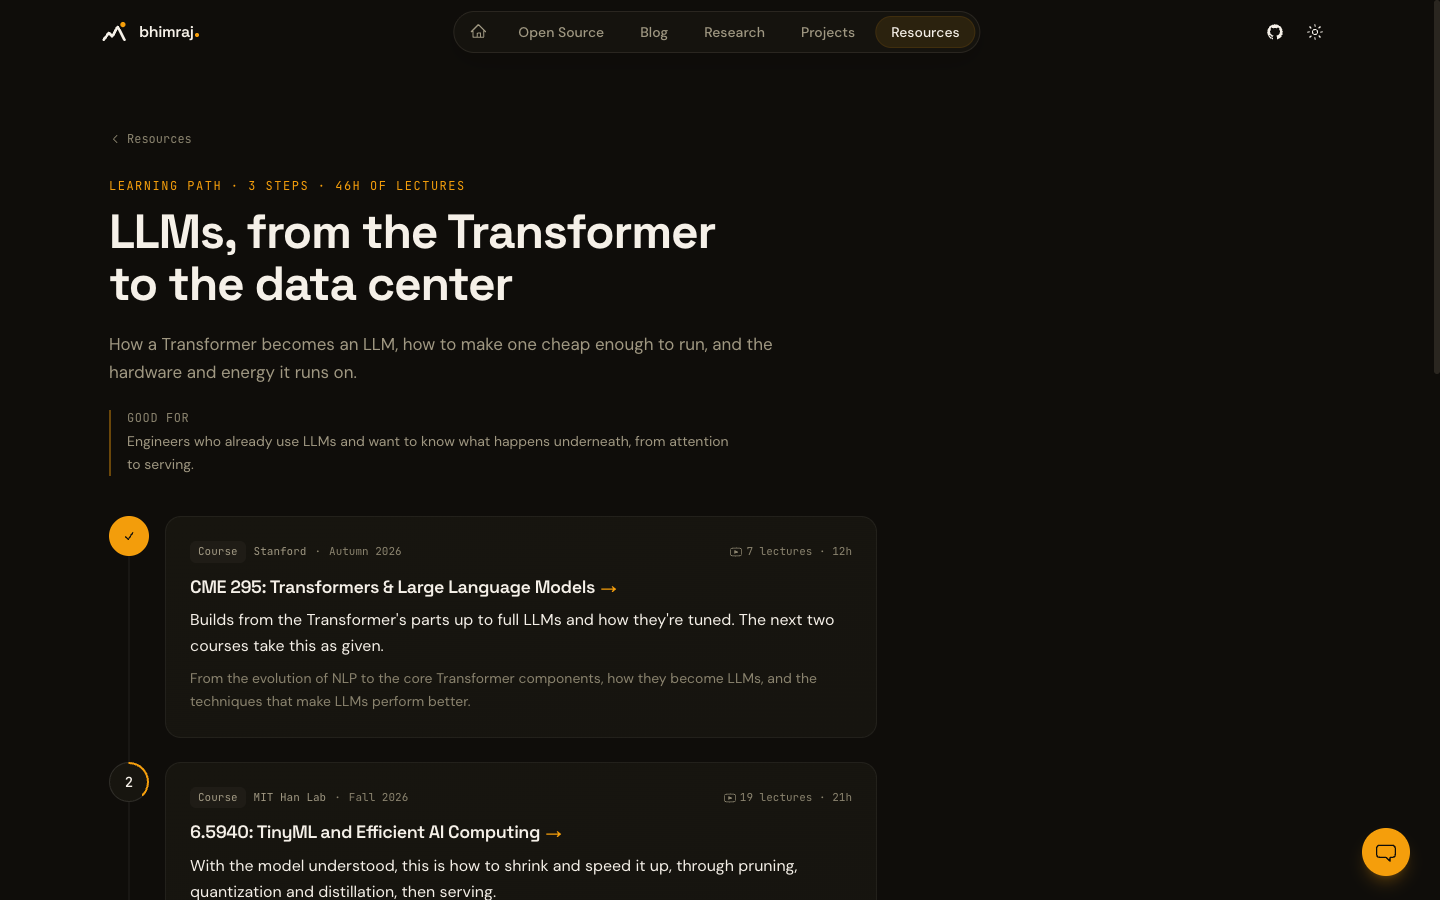 bhimraj.
Open Source
Blog
Research
Projects
Resources
Resources
LEARNING PATH · 3 STEPS · 46H OF LECTURES
LLMs, from the Transformer
to the data center
How a Transformer becomes an LLM, how to make one cheap enough to run, and the
hardware and energy it runs on.
GOOD FOR
Engineers who already use LLMs and want to know what happens underneath, from attention
to serving.
Course Stanford · Autumn 2026
7 lectures · 12h
CME 295: Transformers & Large Language Models →
Builds from the Transformer's parts up to full LLMs and how they're tuned. The next two
courses take this as given.
From the evolution of NLP to the core Transformer components, how they become LLMs, and the
techniques that make LLMs perform better.
2
Course MIT Han Lab · Fall 2026
19 lectures · 21h
6.5940: TinyML and Efficient AI Computing →
With the model understood, this is how to shrink and speed it up, through pruning,
quantization and distillation, then serving.